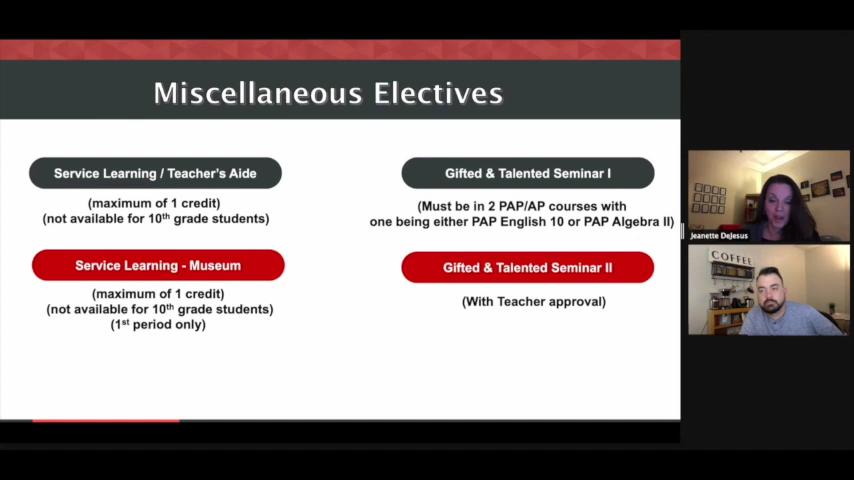 Miscellaneous Electives
Service Learning / Teacher's Aide
(maximum of 1 credit)
(not available for 10th grade students)
Service Learning - Museum
(maximum of 1 credit)
(not available for 10th grade students)
(1st period only)
Gifted & Talented Seminar I
(Must be in 2 PAP/AP courses with
one being either PAP English 10 or PAP Algebra II)
Gifted & Talented Seminar II
(With Teacher approval)
Jeanette DeJesus
COFFEE